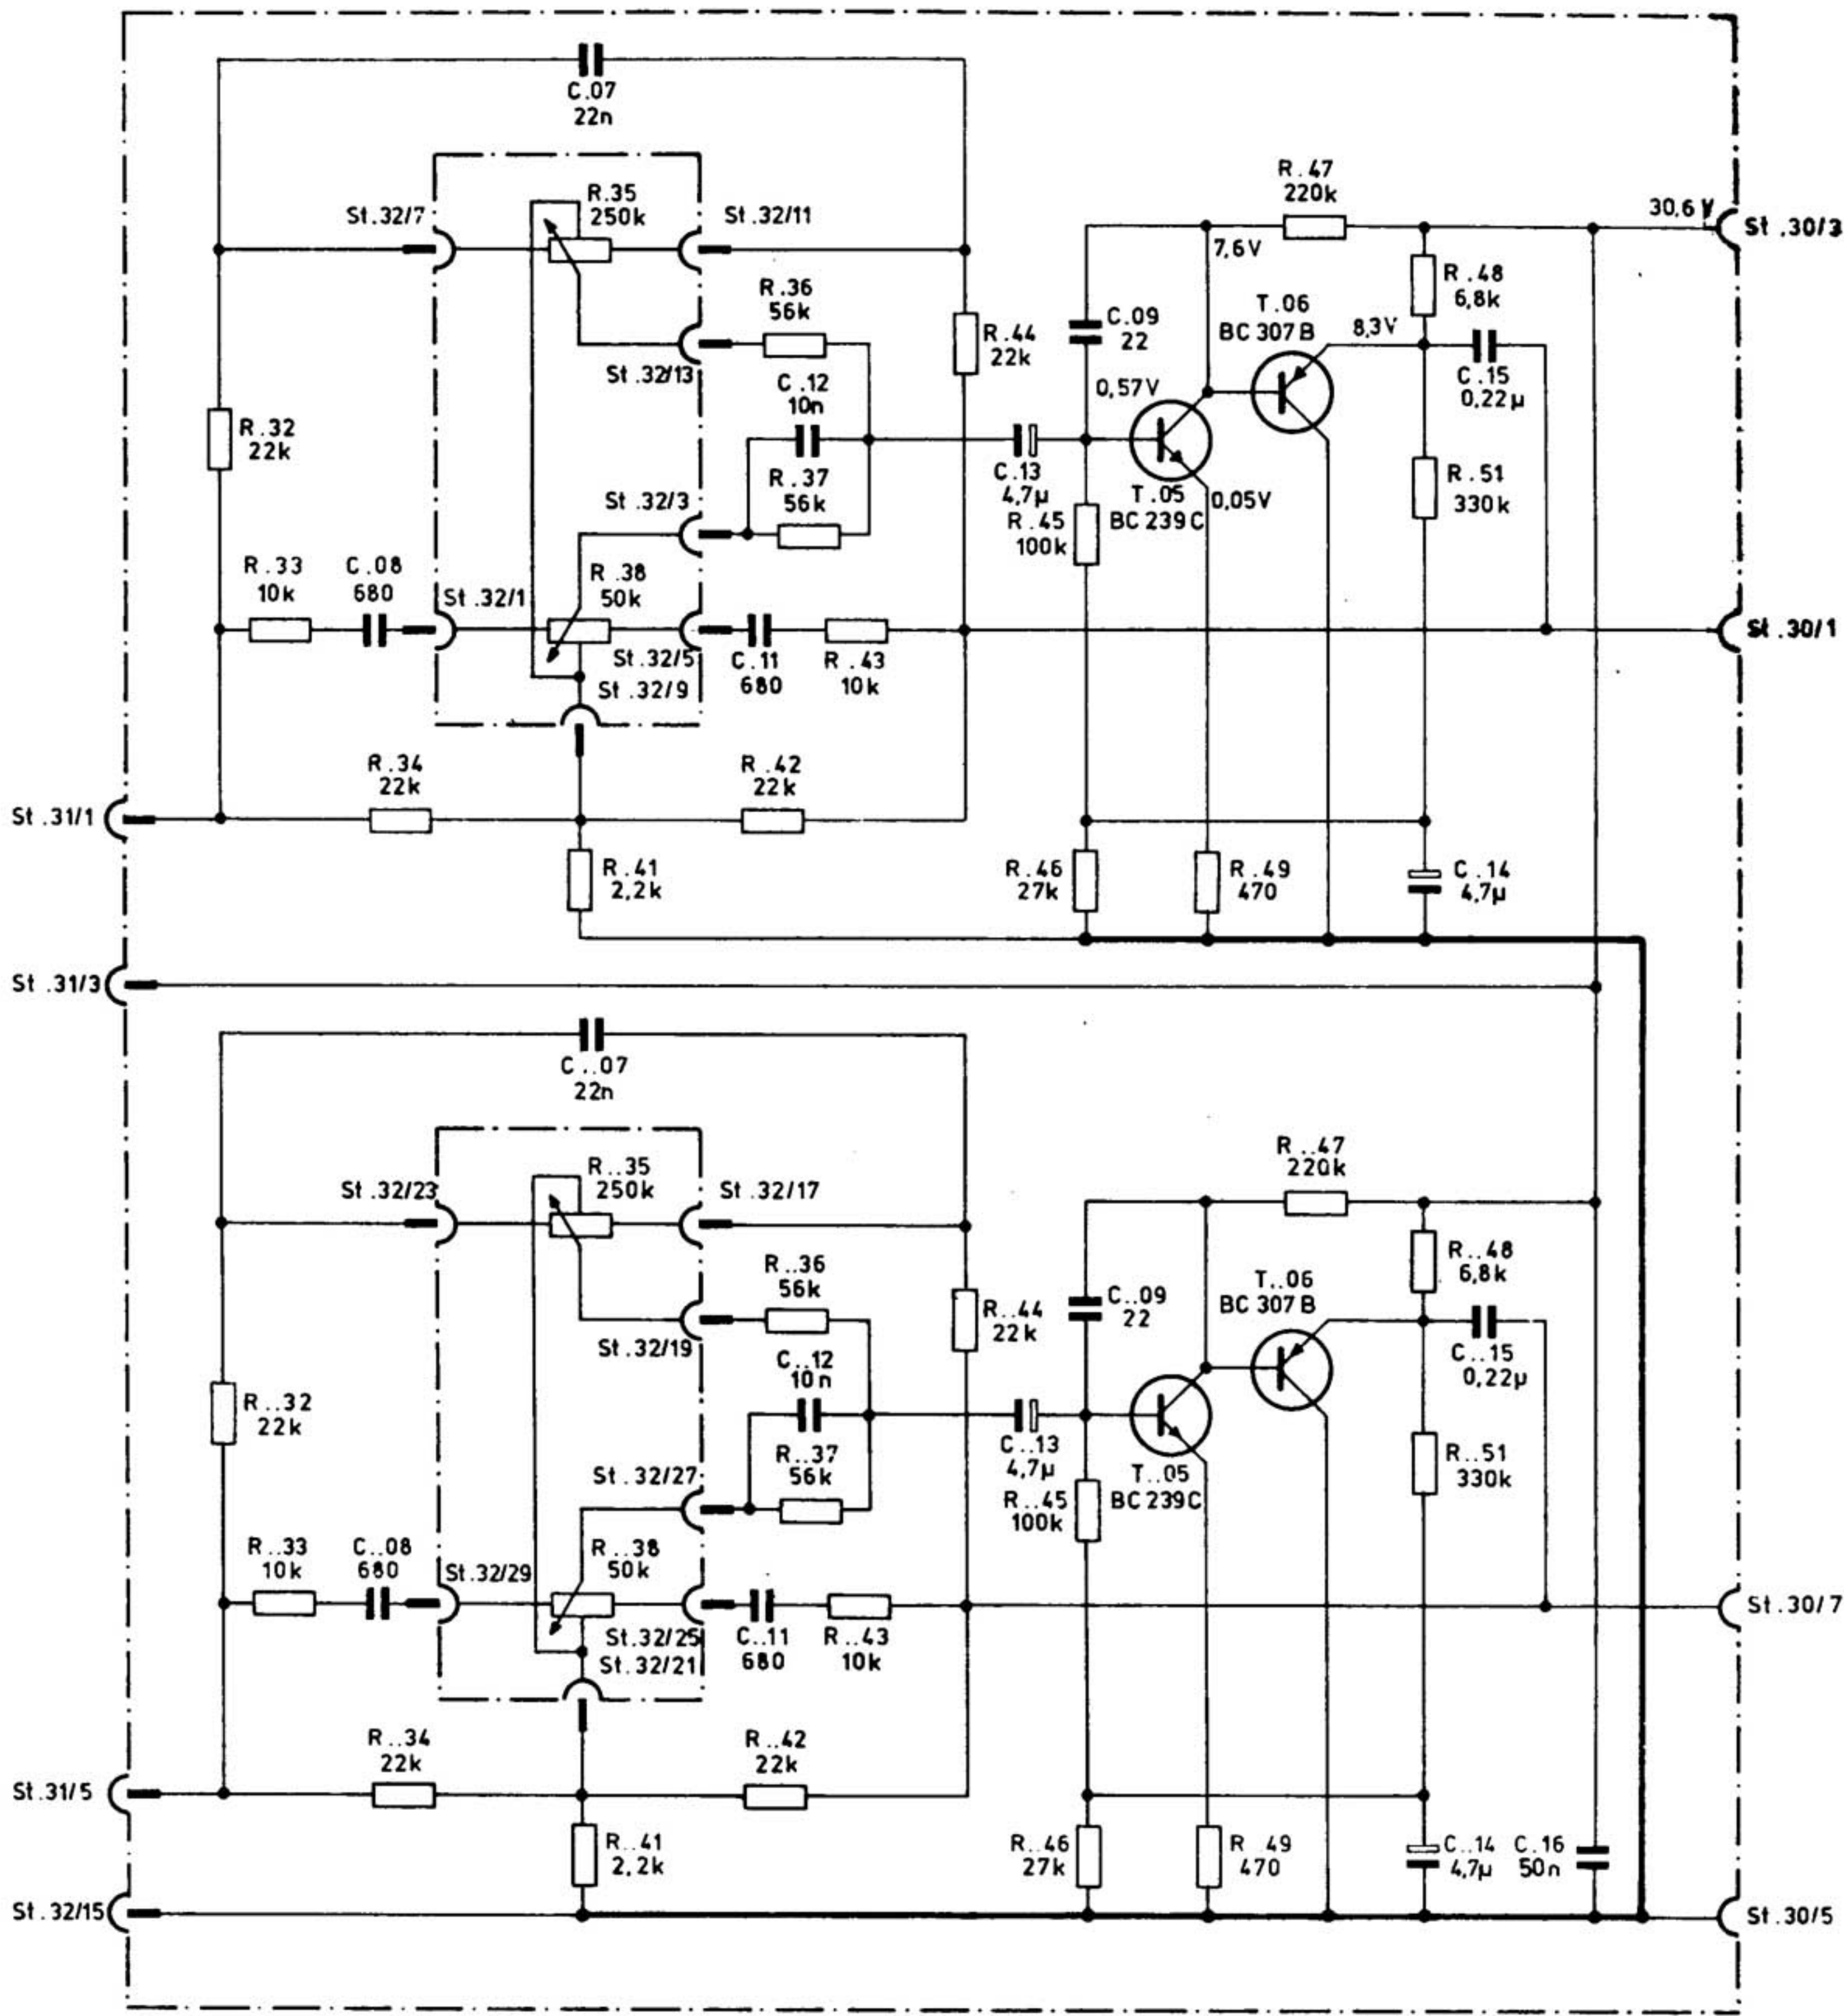 C.07
22n
R.35
250k
St.32/7
St.32/11
R.47
220k
30,6 V
St.30/3
7,6V
R.36
56k
R.44
22k
C.09
22
T.06
BC 307 B
8,3V
R.48
6,8k
C.15
0,22µ
St.32/13
C.12
10n
0,57V
R.32
22k
R.37
56k
C.13
4,7µ
T.05
BC 239 C
0,05V
R.51
330k
St.32/3
R.45
100k
R.33
10k
C.08
680
St.32/1
R.38
50k
St.32/5
St.32/9
C.11
680
R.43
10k
St.30/1
R.34
22k
R.42
22k
St.31/1
R.41
2,2k
R.46
27k
R.49
470
C.14
4,7µ
St.31/3
C..07
22n
R..35
250k
St.32/23
St.32/17
R..47
220k
R..36
56k
R..44
22k
C..09
22
T..06
BC 307 B
R..48
6,8k
C..15
0,22µ
St.32/19
C..12
10n
R..32
22k
R..37
56k
C..13
4,7µ
T..05
BC 239 C
R..51
330k
St.32/27
R..45
100k
R..33
10k
C..08
680
St.32/29
R..38
50k
St.32/25
St.32/21
C..11
680
R..43
10k
St.30/7
R..34
22k
R..42
22k
St.31/5
R..41
2,2k
R..46
27k
R..49
470
C..14
4,7µ
C.16
50n
St.32/15
St.30/5